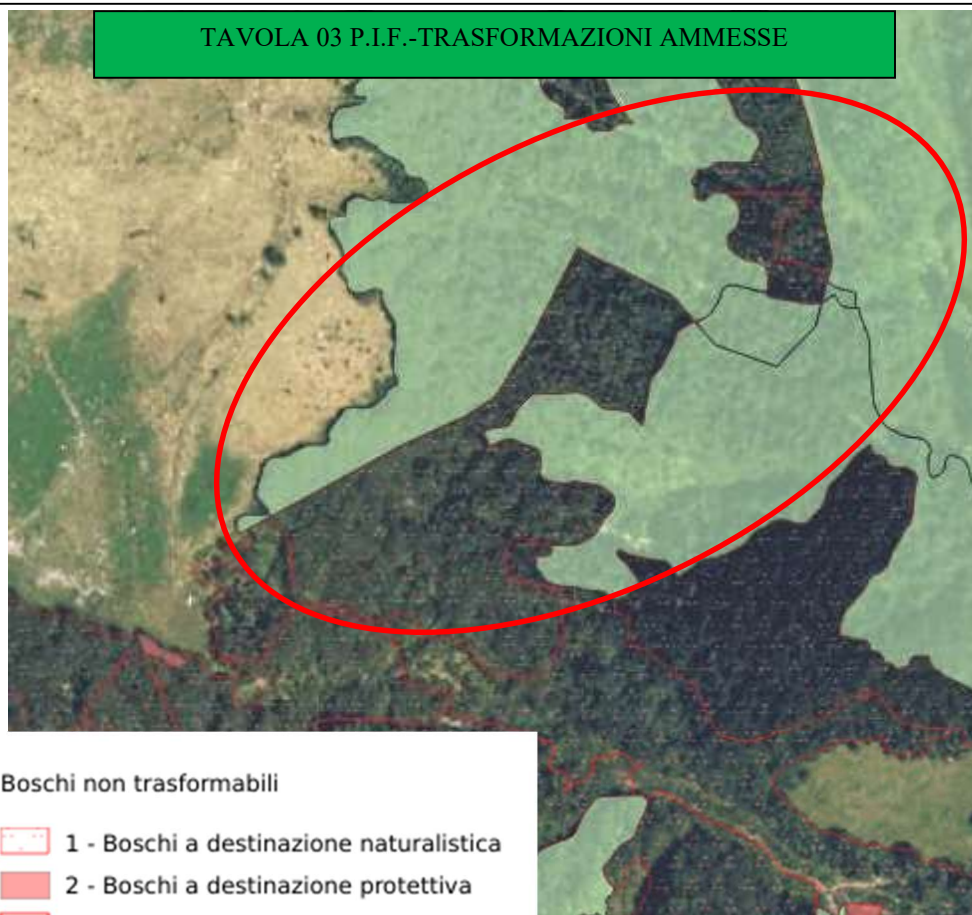 TAVOLA 03 P.I.F.-TRASFORMAZIONI AMMESSE
Boschi non trasformabili
1 - Boschi a destinazione naturalistica
2 - Boschi a destinazione protettiva